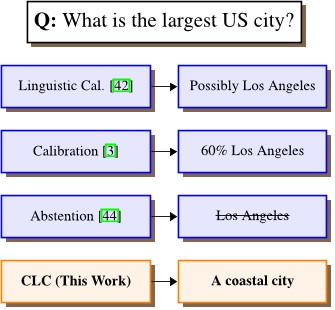 Q: What is the largest US city?
Linguistic Cal. [42] Possibly Los Angeles
Calibration [3] 60% Los Angeles
Abstention [44] Los Angeles
CLC (This Work) A coastal city